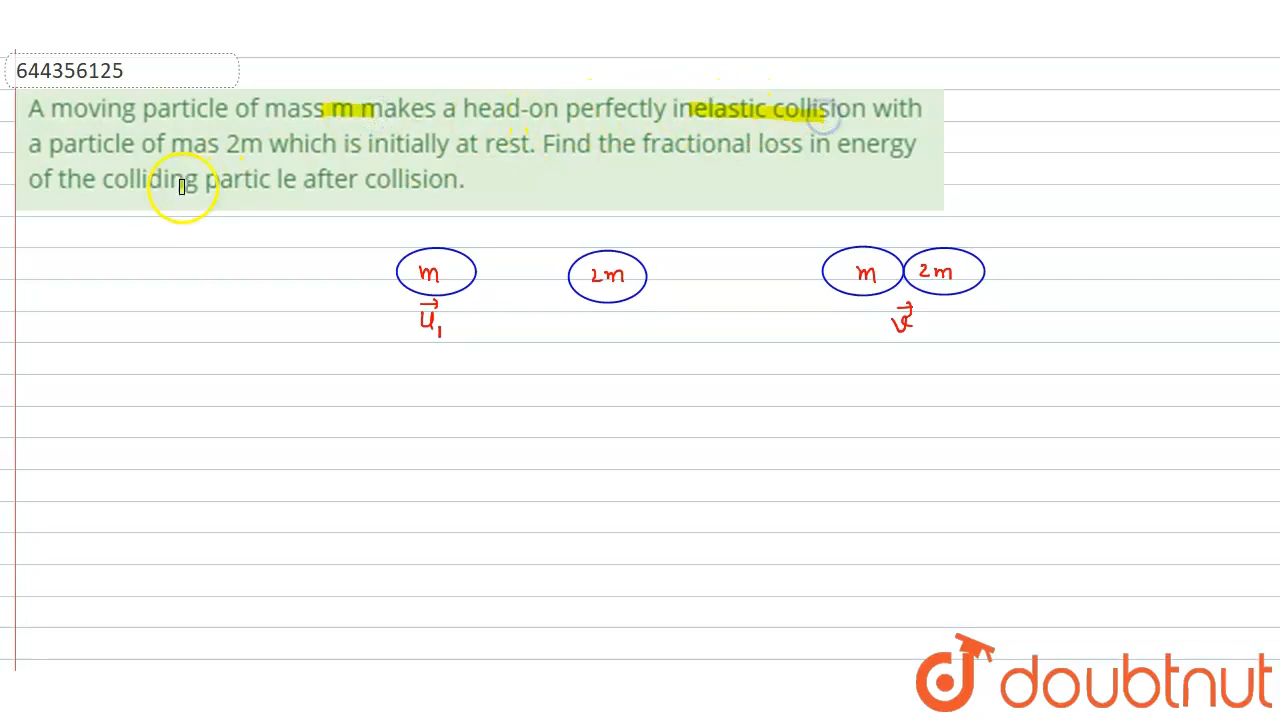 644356125
A moving particle of mass m makes a head-on perfectly inelastic collision with
a particle of mas 2m which is initially at rest. Find the fractional loss in energy
of the colliding partic le after collision.
m 2m m 2m
u⃗₁ v⃗
doubtnut